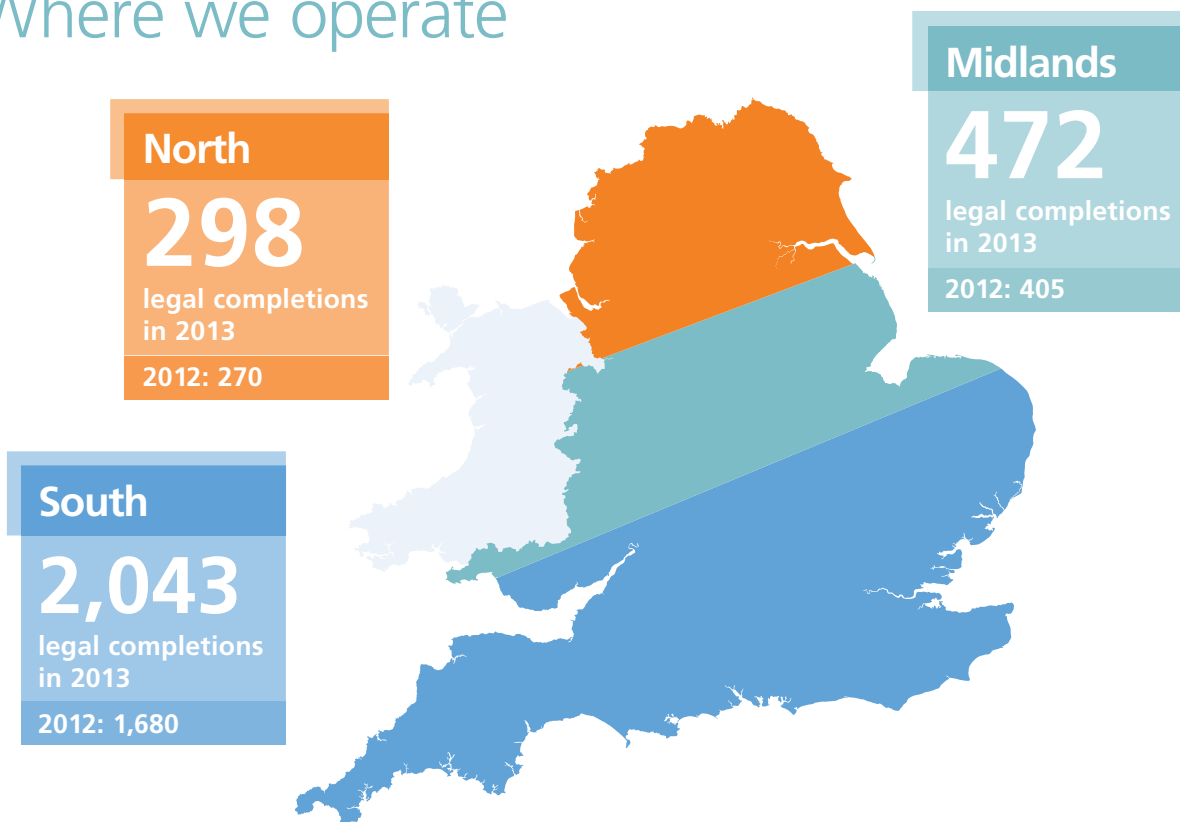 Where we operate
North
298
legal completions
in 2013
2012: 270
South
2,043
legal completions
in 2013
2012: 1,680
Midlands
472
legal completions
in 2013
2012: 405